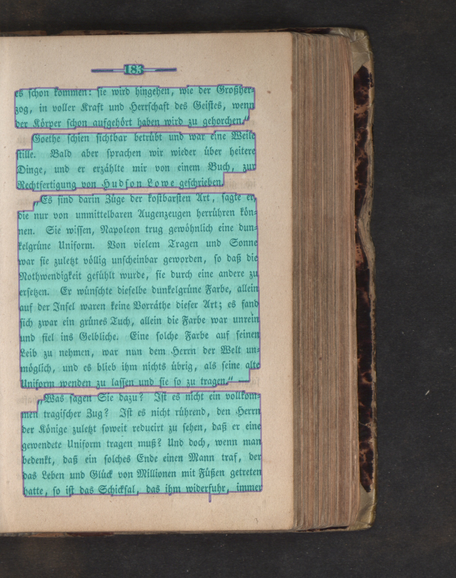 183
es schon kommen: sie wird hingehen, wie der Großher-
zog, in voller Kraft und Herrschaft des Geistes, wenn
der Körper schon aufgehört haben wird zu gehorchen.“
Goethe schien sichtbar betrübt und war eine Weile
stille. Bald aber sprachen wir wieder über heitere
Dinge, und er erzählte mir von einem Buch, zur
Rechtfertigung von Hudson Lowe geschrieben.
„Es sind darin Züge der kostbarsten Art, sagte er,
die nur von unmittelbaren Augenzeugen herrühren kön-
nen. Sie wissen, Napoleon trug gewöhnlich eine dun-
kelgrüne Uniform. Von vielem Tragen und Sonne
war sie zuletzt völlig unscheinbar geworden, so daß die
Nothwendigkeit gefühlt wurde, sie durch eine andere zu
ersetzen. Er wünschte dieselbe dunkelgrüne Farbe, allein
auf der Insel waren keine Vorräthe dieser Art; es fand
sich zwar ein grünes Tuch, allein die Farbe war unrein
und fiel ins Gelbliche. Eine solche Farbe auf seinen
Leib zu nehmen, war nun dem Herrn der Welt un-
möglich, und es blieb ihm nichts übrig, als seine alte
Uniform wenden zu lassen und sie so zu tragen.“
„Was sagen Sie dazu? Ist es nicht ein vollkom-
men tragischer Zug? Ist es nicht rührend, den Herrn
der Könige zuletzt soweit reducirt zu sehen, daß er eine
gewendete Uniform tragen muß? Und doch, wenn man
bedenkt, daß ein solches Ende einen Mann traf, der
das Leben und Glück von Millionen mit Füßen getreten
hatte, so ist das Schicksal, das ihm widerfuhr, immer